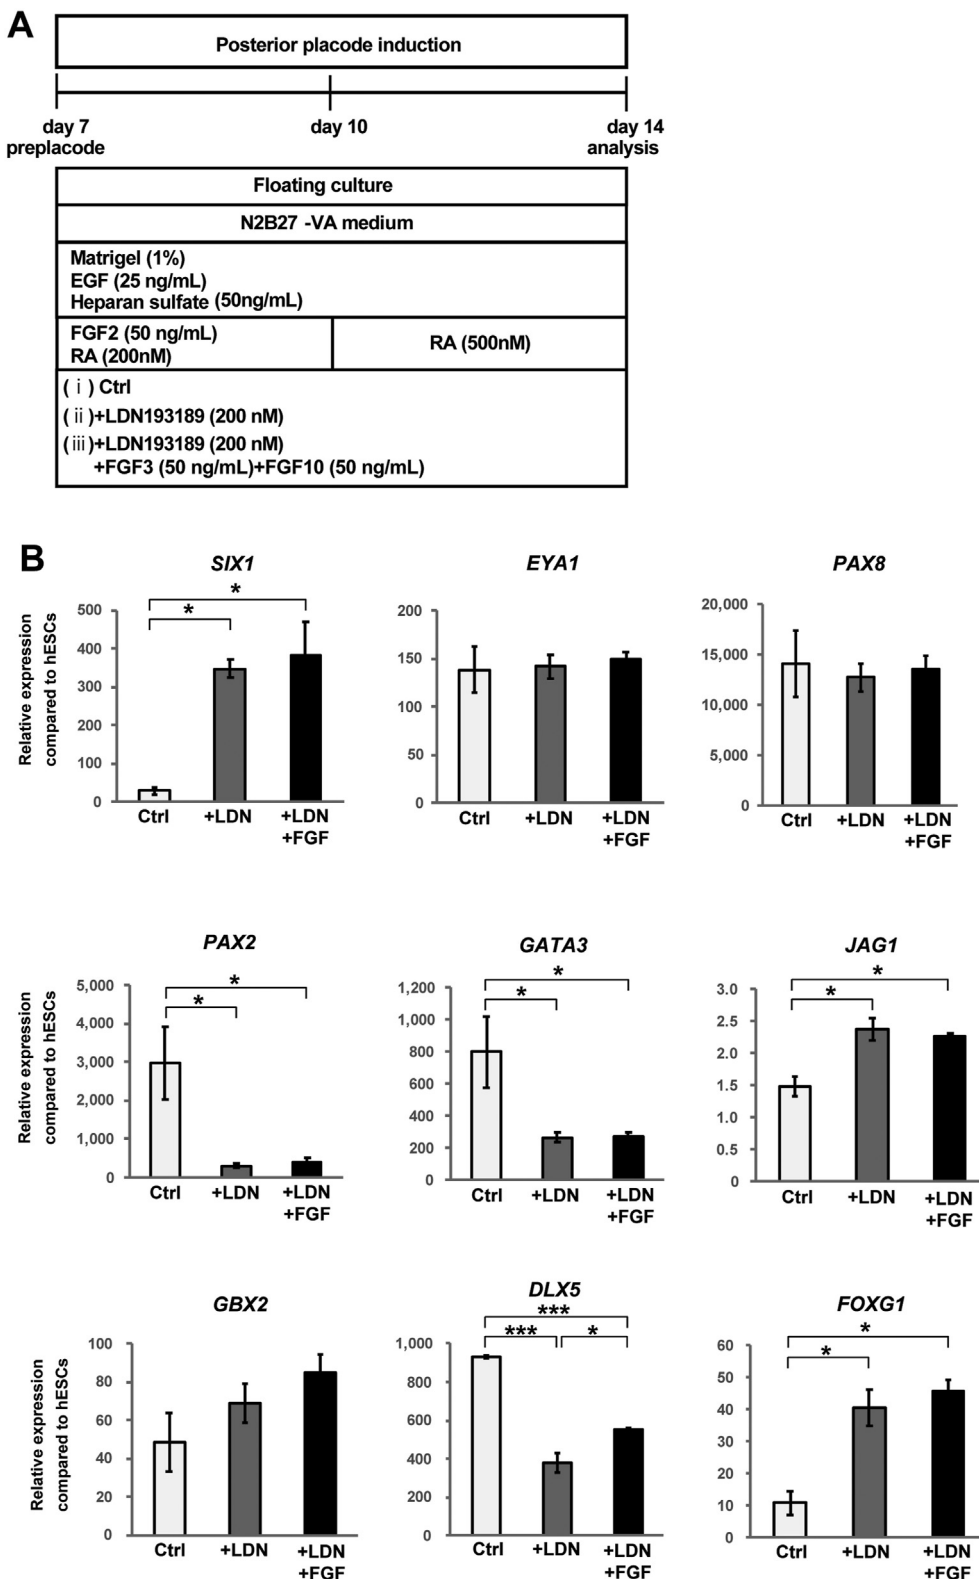 A
Posterior placode induction
day 7
preplacode
day 10
day 14
analysis
Floating culture
N2B27 -VA medium
Matrigel (1%)
EGF (25 ng/mL)
Heparan sulfate (50ng/mL)
FGF2 (50 ng/mL)
RA (200nM)
RA (500nM)
(ⅰ) Ctrl
(ⅱ)+LDN193189 (200 nM)
(ⅲ)+LDN193189 (200 nM)
+FGF3 (50 ng/mL)+FGF10 (50 ng/mL)
B
SIX1
Relative expression
compared to hESCs
500
400
300
200
100
0
*
*
Ctrl +LDN +LDN
+FGF
EYA1
200
150
100
50
0
Ctrl +LDN +LDN
+FGF
PAX8
20,000
15,000
10,000
5,000
0
Ctrl +LDN +LDN
+FGF
PAX2
Relative expression
compared to hESCs
5,000
4,000
3,000
2,000
1,000
0
*
*
Ctrl +LDN +LDN
+FGF
GATA3
1,200
1,000
800
600
400
200
0
*
*
Ctrl +LDN +LDN
+FGF
JAG1
3.0
2.5
2.0
1.5
1.0
0.5
0
*
*
Ctrl +LDN +LDN
+FGF
GBX2
Relative expression
compared to hESCs
100
80
60
40
20
0
Ctrl +LDN +LDN
+FGF
DLX5
1,000
800
600
400
200
0
***
*** *
Ctrl +LDN +LDN
+FGF
FOXG1
60
50
40
30
20
10
0
*
*
Ctrl +LDN +LDN
+FGF